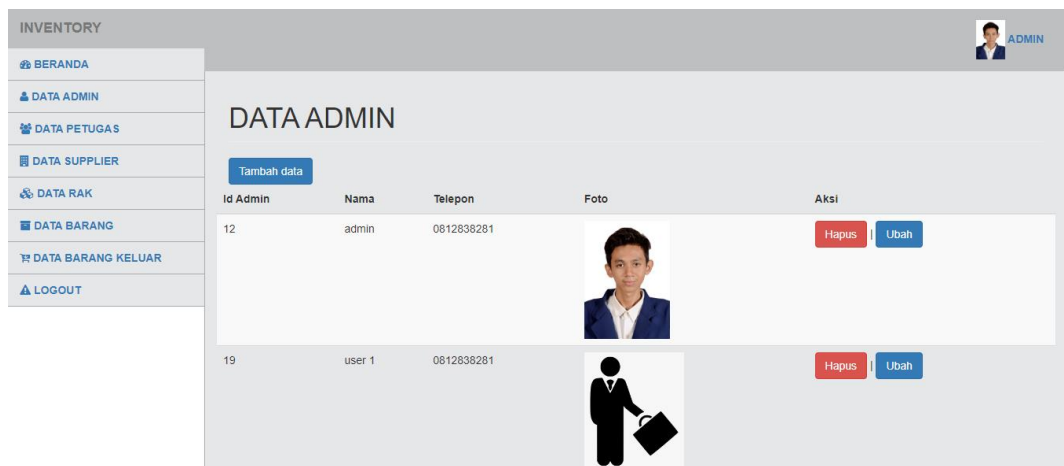 INVENTORY
ADMIN
BERANDA
DATA ADMIN
DATA PETUGAS
DATA SUPPLIER
DATA RAK
DATA BARANG
DATA BARANG KELUAR
LOGOUT
DATA ADMIN
Tambah data
Id Admin Nama Telepon Foto Aksi
12 admin 0812838281 Hapus | Ubah
19 user 1 0812838281 Hapus | Ubah